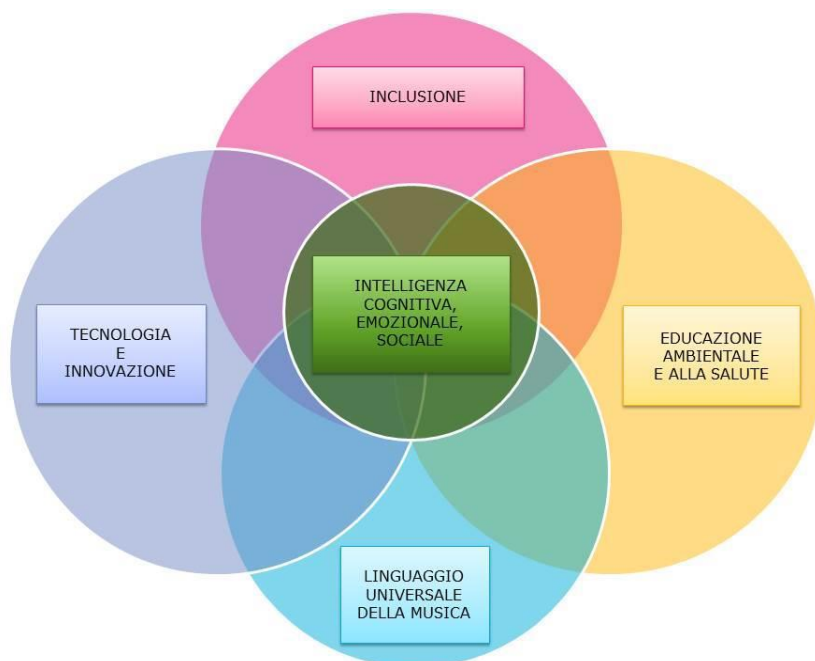 INCLUSIONE
INTELLIGENZA
COGNITIVA,
EMOZIONALE,
SOCIALE
TECNOLOGIA
E
INNOVAZIONE
EDUCAZIONE
AMBIENTALE
E ALLA SALUTE
LINGUAGGIO
UNIVERSALE
DELLA MUSICA